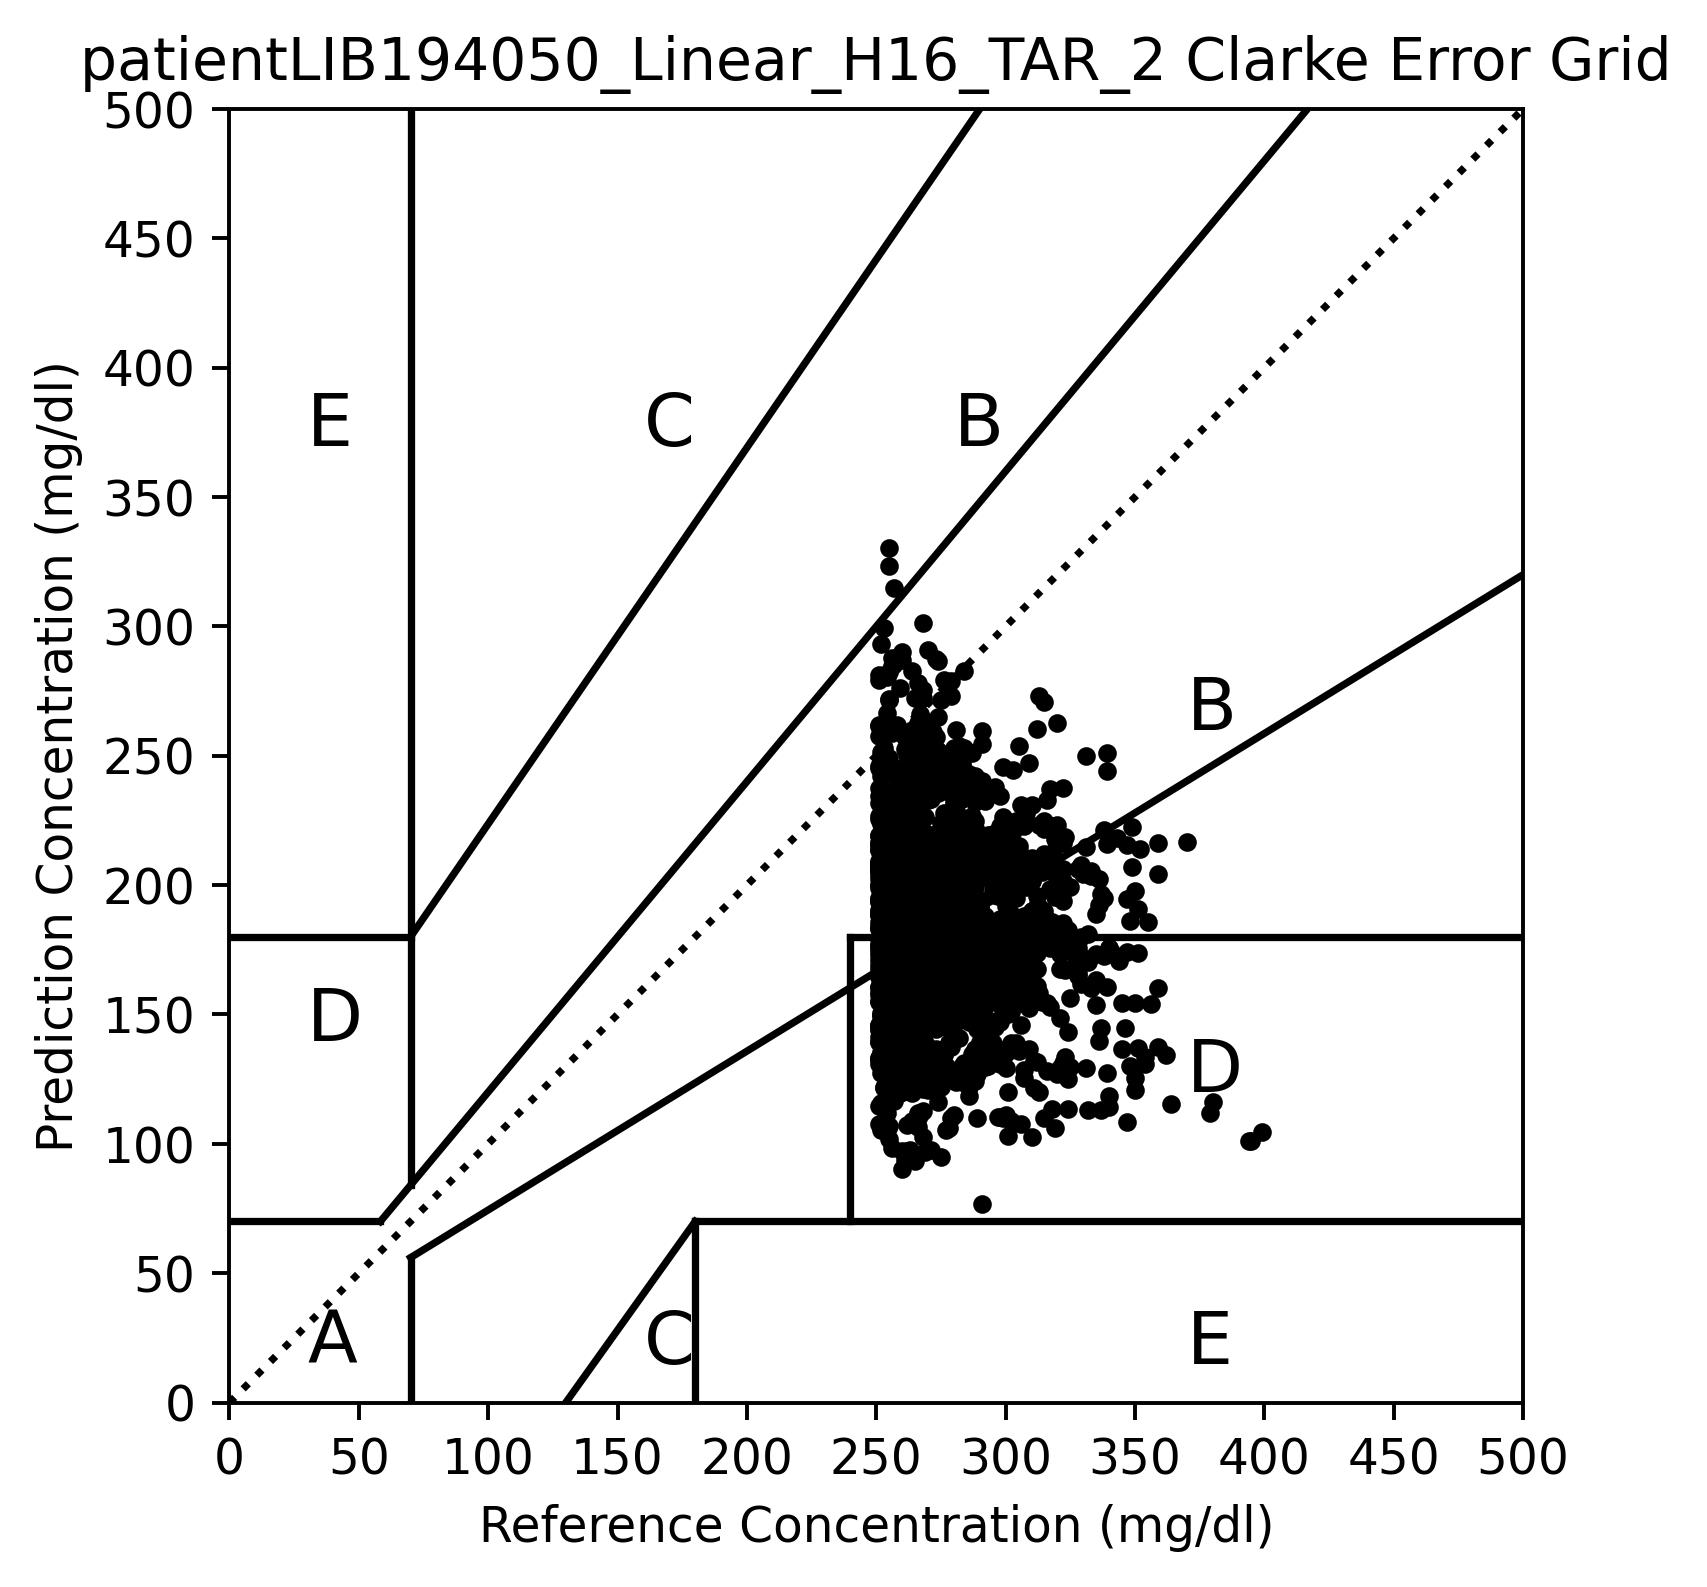 patientLIB194050_Linear_H16_TAR_2 Clarke Error Grid
500
450
400
350
300
250
200
150
100
50
0
Prediction Concentration (mg/dl)
E
C
B
B
D
D
A
C
E
0 50 100 150 200 250 300 350 400 450 500
Reference Concentration (mg/dl)